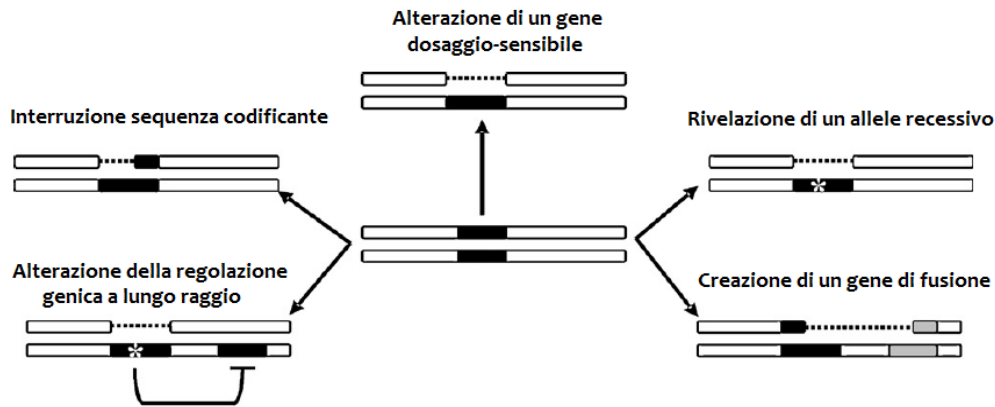 Alterazione di un gene
dosaggio-sensibile
Interruzione sequenza codificante
Rivelazione di un allele recessivo
Alterazione della regolazione
genica a lungo raggio
Creazione di un gene di fusione